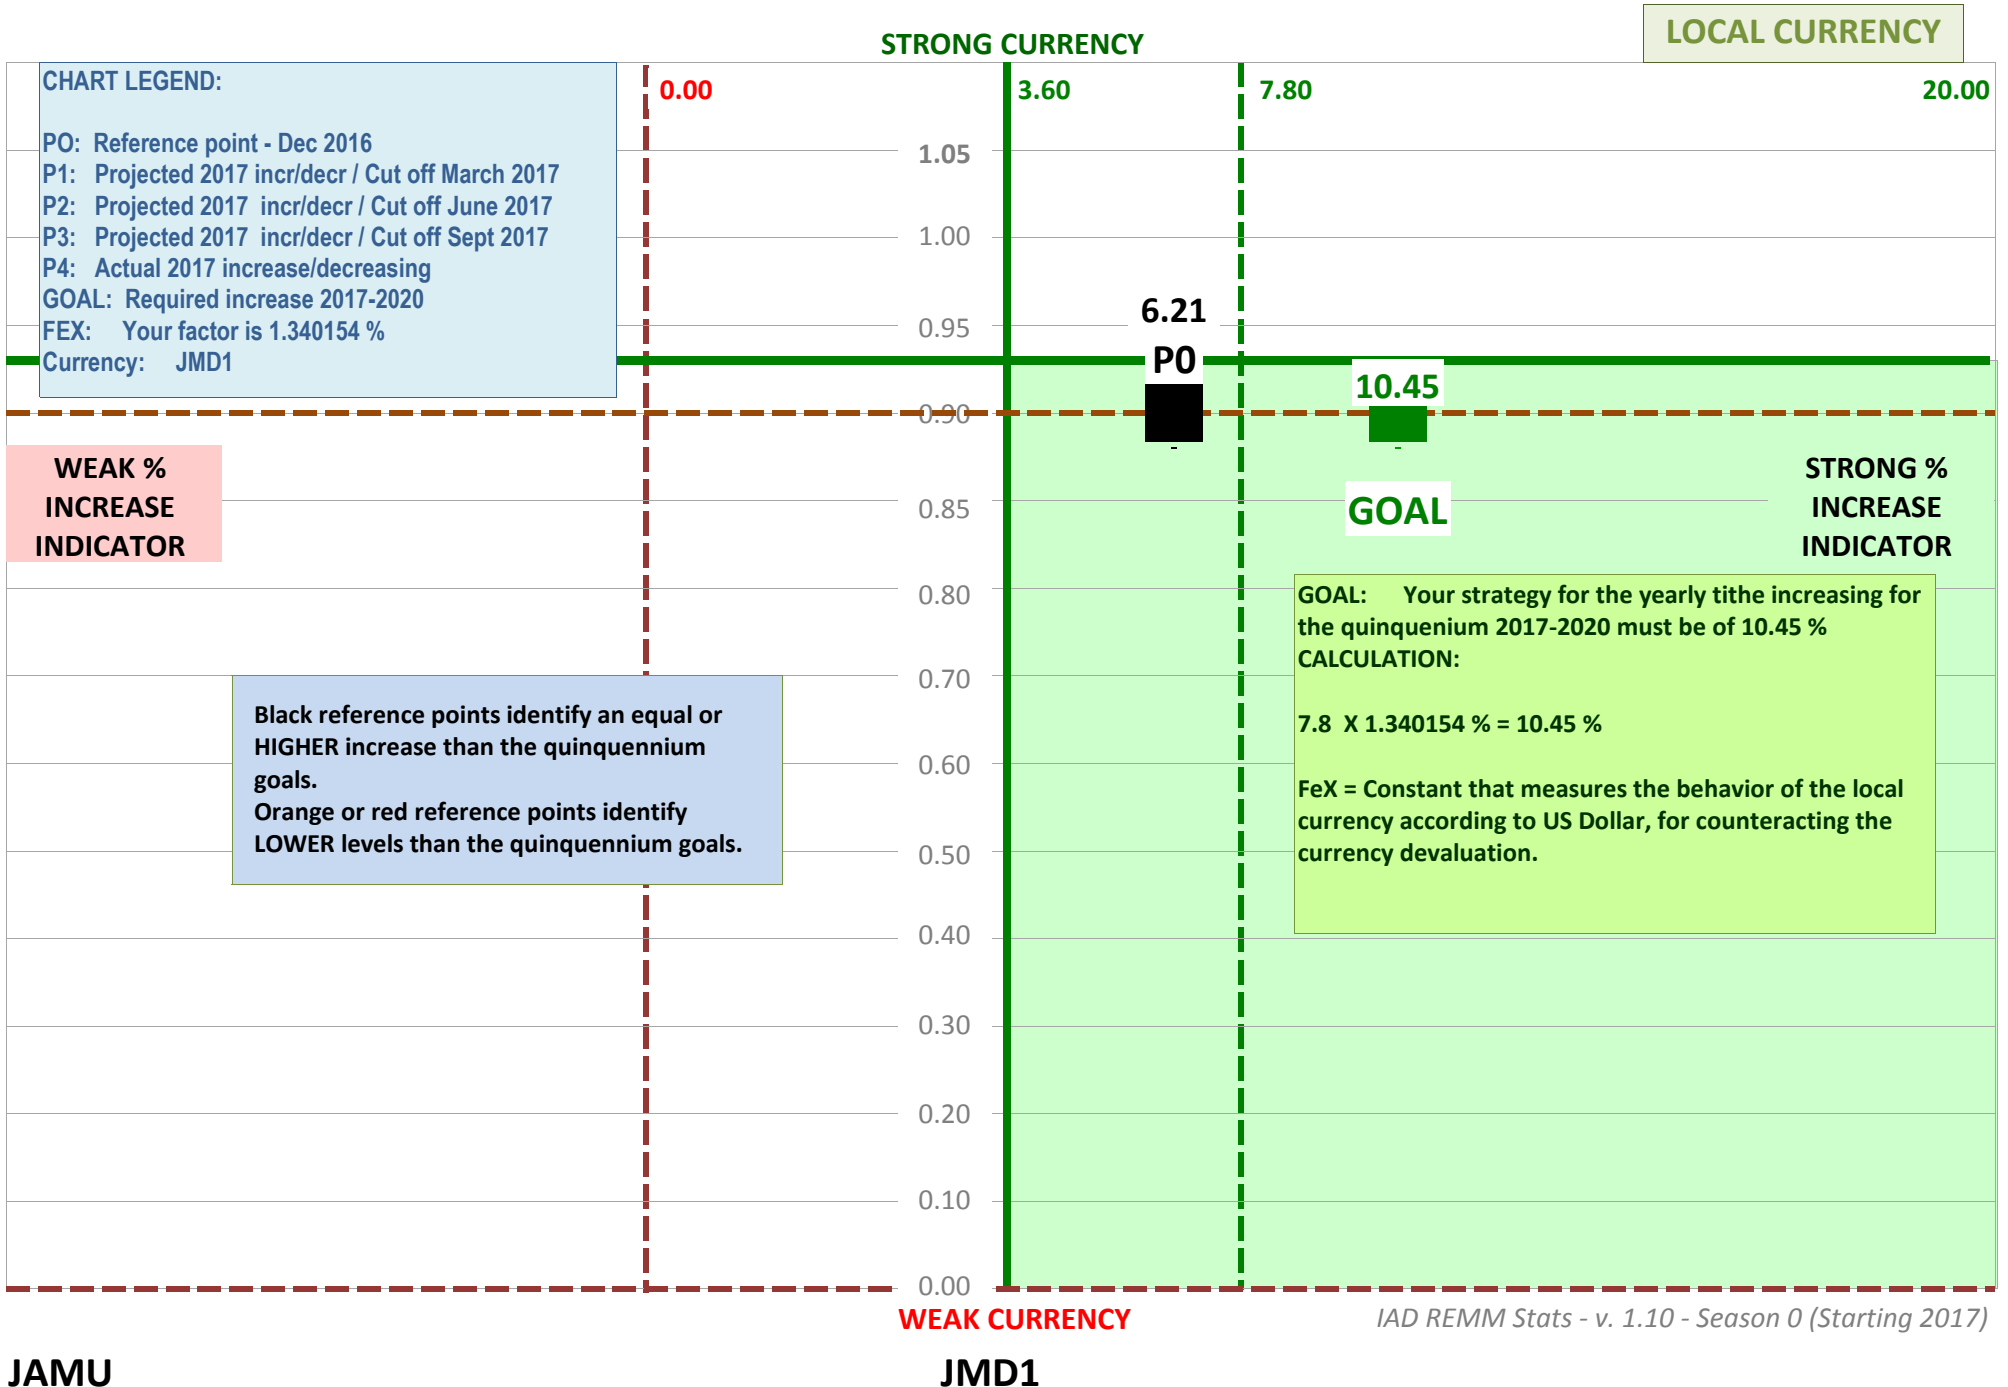 LOCAL CURRENCY
STRONG CURRENCY
CHART LEGEND:
PO:  Reference point - Dec 2016
P1:   Projected 2017 incr/decr / Cut off March 2017
P2:   Projected 2017  incr/decr / Cut off June 2017
P3:   Projected 2017  incr/decr / Cut off Sept 2017
P4:   Actual 2017 increase/decreasing
GOAL:  Required increase 2017-2020
FEX:     Your factor is 1.340154 %
Currency:     JMD1
0.00
3.60
7.80
20.00
1.05
1.00
0.95
0.90
0.85
0.80
0.70
0.60
0.50
0.40
0.30
0.20
0.10
0.00
6.21
P0
10.45
GOAL
WEAK %
INCREASE
INDICATOR
STRONG %
INCREASE
INDICATOR
Black reference points identify an equal or
HIGHER increase than the quinquennium
goals.
Orange or red reference points identify
LOWER levels than the quinquennium goals.
GOAL:     Your strategy for the yearly tithe increasing for
the quinquenium 2017-2020 must be of 10.45 %
CALCULATION:
7.8  X 1.340154 % = 10.45 %
FeX = Constant that measures the behavior of the local
currency according to US Dollar, for counteracting the
currency devaluation.
WEAK CURRENCY
IAD REMM Stats - v. 1.10 - Season 0 (Starting 2017)
JAMU
JMD1